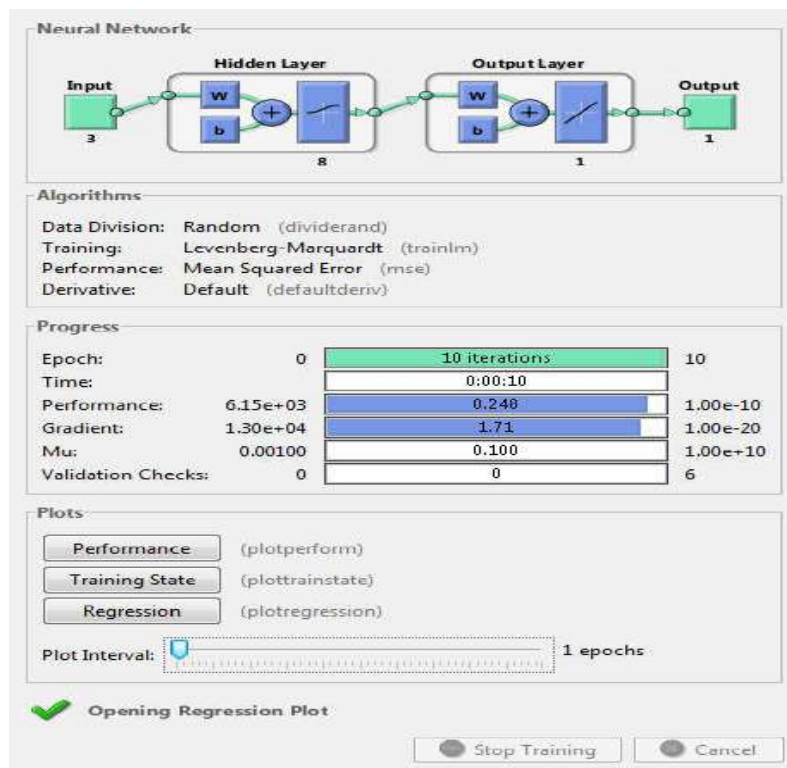 Neural Network
Hidden Layer
Output Layer
Input
Output
W
b
+
W
b
+
3
8
1
1
Algorithms
Data Division: Random (dividerand)
Training: Levenberg-Marquardt (trainlm)
Performance: Mean Squared Error (mse)
Derivative: Default (defaultderiv)
Progress
Epoch: 0 10 iterations 10
Time: 0:00:10
Performance: 6.15e+03 0.248 1.00e-10
Gradient: 1.30e+04 1.71 1.00e-20
Mu: 0.00100 0.100 1.00e+10
Validation Checks: 0 0 6
Plots
Performance (plotperform)
Training State (plottrainstate)
Regression (plotregression)
Plot Interval: 1 epochs
Opening Regression Plot
Stop Training Cancel